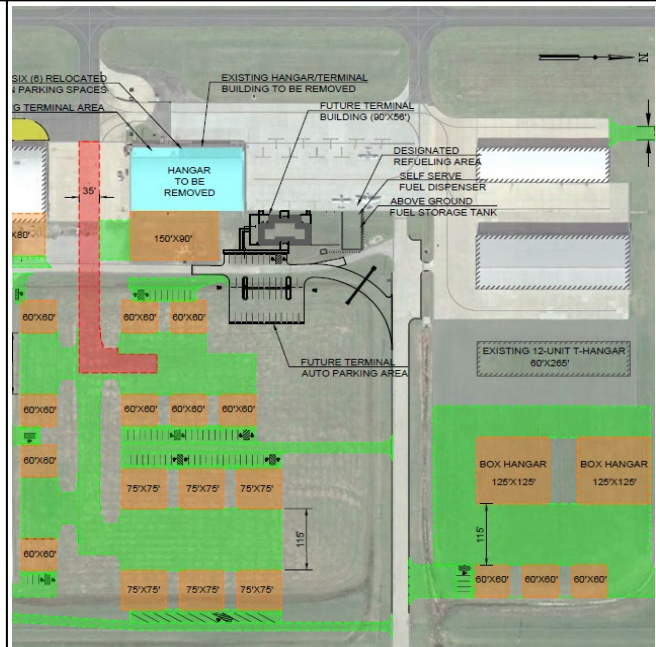 SIX (6) RELOCATED
PARKING SPACES
TERMINAL AREA
EXISTING HANGAR/TERMINAL
BUILDING TO BE REMOVED
FUTURE TERMINAL
BUILDING (90'X56')
N
DESIGNATED
REFUELING AREA
SELF SERVE
FUEL DISPENSER
ABOVE GROUND
FUEL STORAGE TANK
HANGAR
TO BE
REMOVED
35'
X80'
150'X90'
60'X60'
60'X60'
60'X60'
FUTURE TERMINAL
AUTO PARKING AREA
EXISTING 12-UNIT T-HANGAR
60'X265'
60'X60'
60'X60'
60'X60'
60'X60'
60'X60'
75'X75'
75'X75'
75'X75'
BOX HANGAR
125'X125'
BOX HANGAR
125'X125'
115'
115'
60'X60'
75'X75'
75'X75'
75'X75'
60'X60'
60'X60'
60'X60'